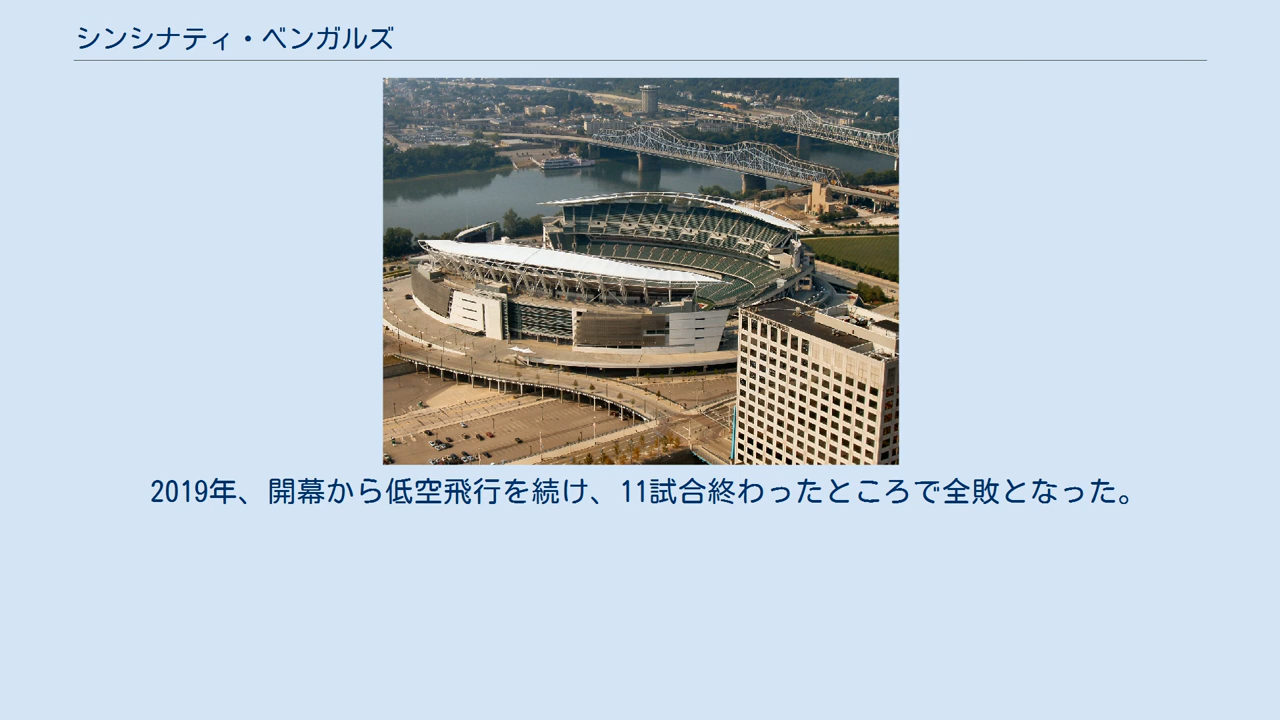 シンシナティ・ベンガルズ
2019年、開幕から低空飛行を続け、11試合終わったところで全敗となった。